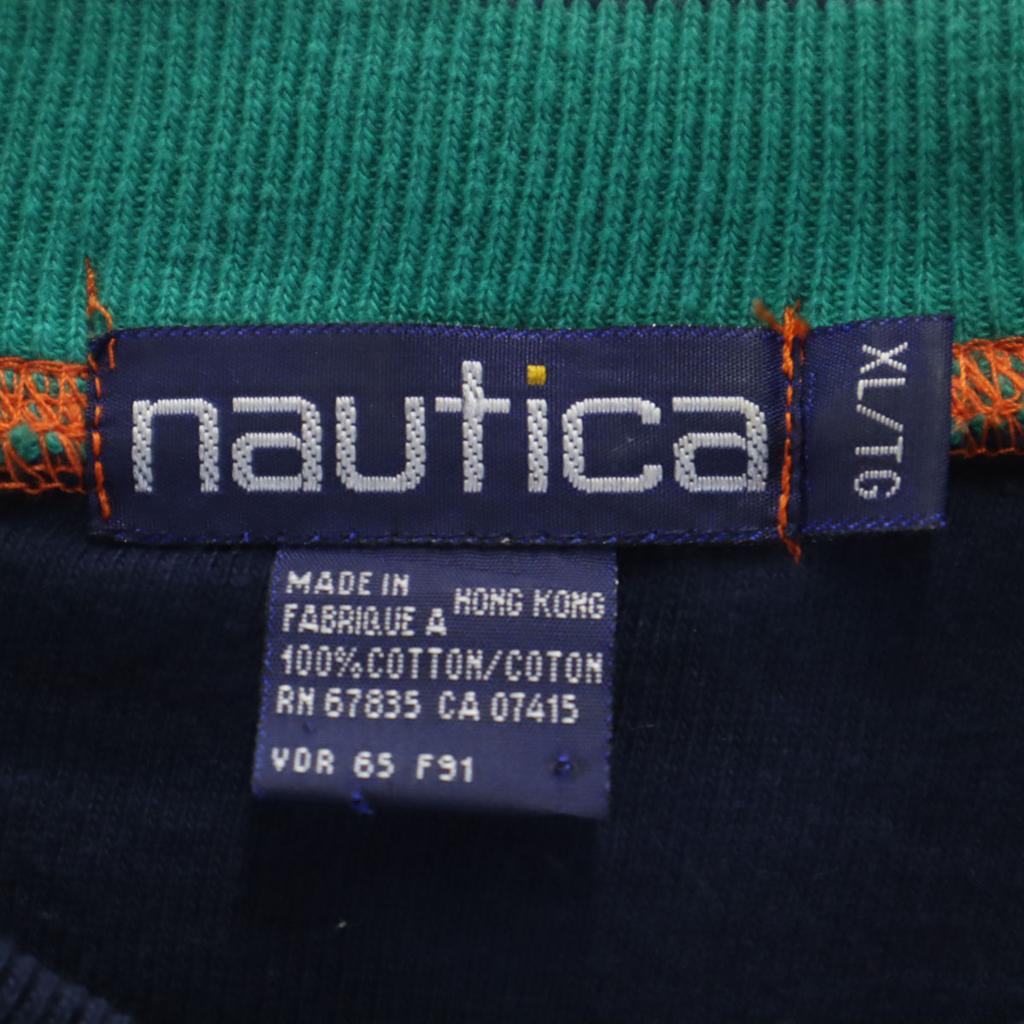 nautica
XL/TG
MADE IN
FABRIQUE A
HONG KONG
100% COTTON/COTON
RN 67835 CA 07415
VDR 65 F91